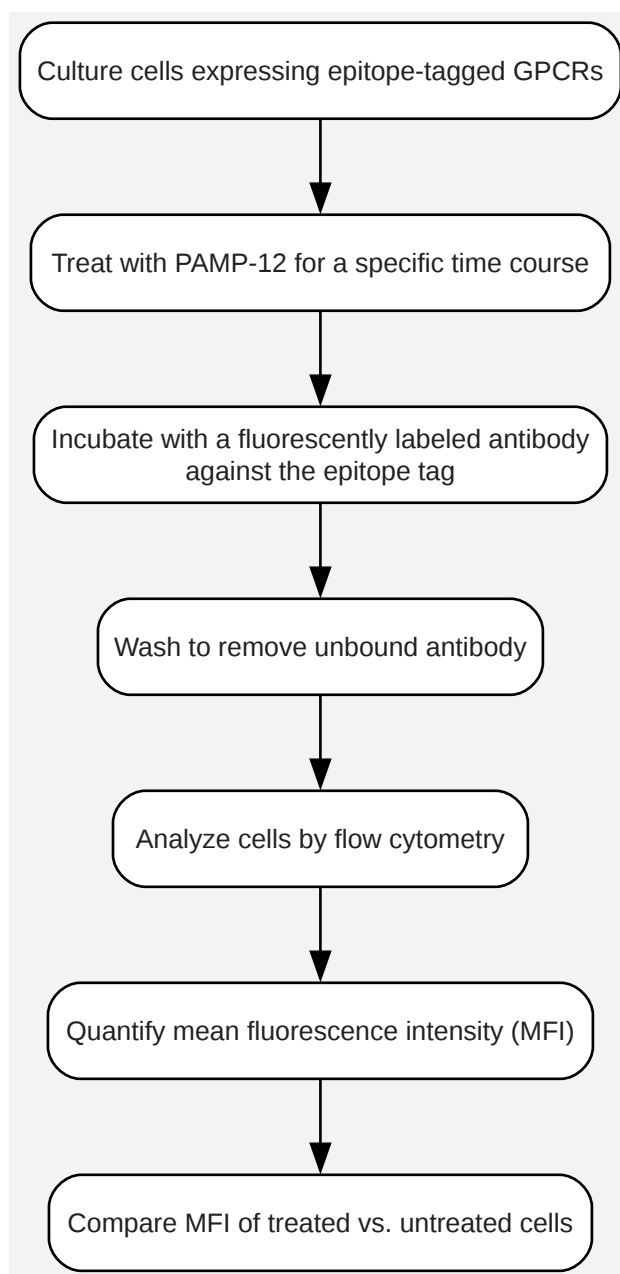 Culture cells expressing epitope-tagged GPCRs
Treat with PAMP-12 for a specific time course
Incubate with a fluorescently labeled antibody
against the epitope tag
Wash to remove unbound antibody
Analyze cells by flow cytometry
Quantify mean fluorescence intensity (MFI)
Compare MFI of treated vs. untreated cells